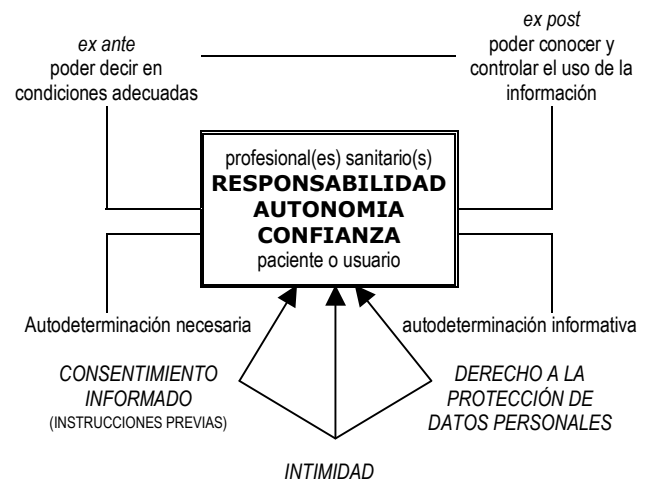 ex ante
poder decir en
condiciones adecuadas
ex post
poder conocer y
controlar el uso de la
información
profesional(es) sanitario(s)
RESPONSABILIDAD
AUTONOMIA
CONFIANZA
paciente o usuario
Autodeterminación necesaria
autodeterminación informativa
CONSENTIMIENTO
INFORMADO
(INSTRUCCIONES PREVIAS)
DERECHO A LA
PROTECCIÓN DE
DATOS PERSONALES
INTIMIDAD